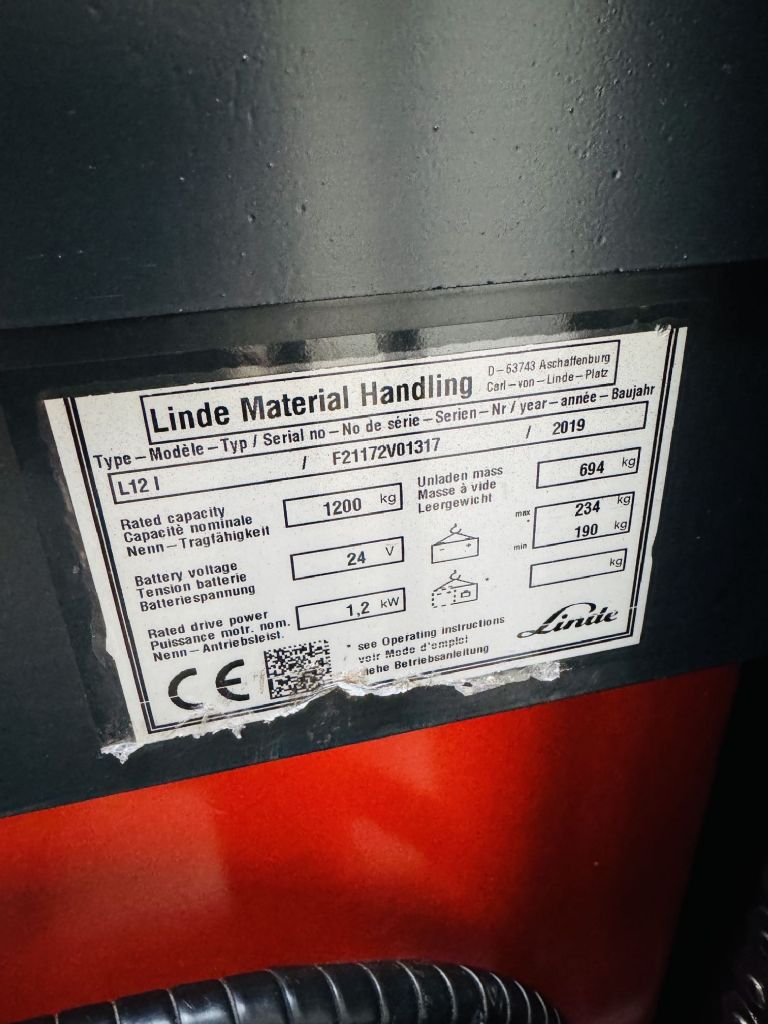 Linde Material Handling
D-63743 Aschaffenburg
Carl-von-Linde-Platz
Type-Modèle-Typ / Serial no-No de série-Serien-Nr / year-année-Baujahr
L12 I / F21172V01317 / 2019
Rated capacity
Capacité nominale
Nenn-Tragfähigkeit
1200 kg
Unladen mass
Masse à vide
Leergewicht
694 kg
Battery voltage
Tension batterie
Batteriespannung
24 V
- +
max 234 kg
*
min 190 kg
Rated drive power
Puissance motr. nom.
Nenn-Antriebsleist.
1,2 kW
*
kg
CE
* see Operating instructions
voir Mode d'emploi
iehe Betriebsanleitung
Linde